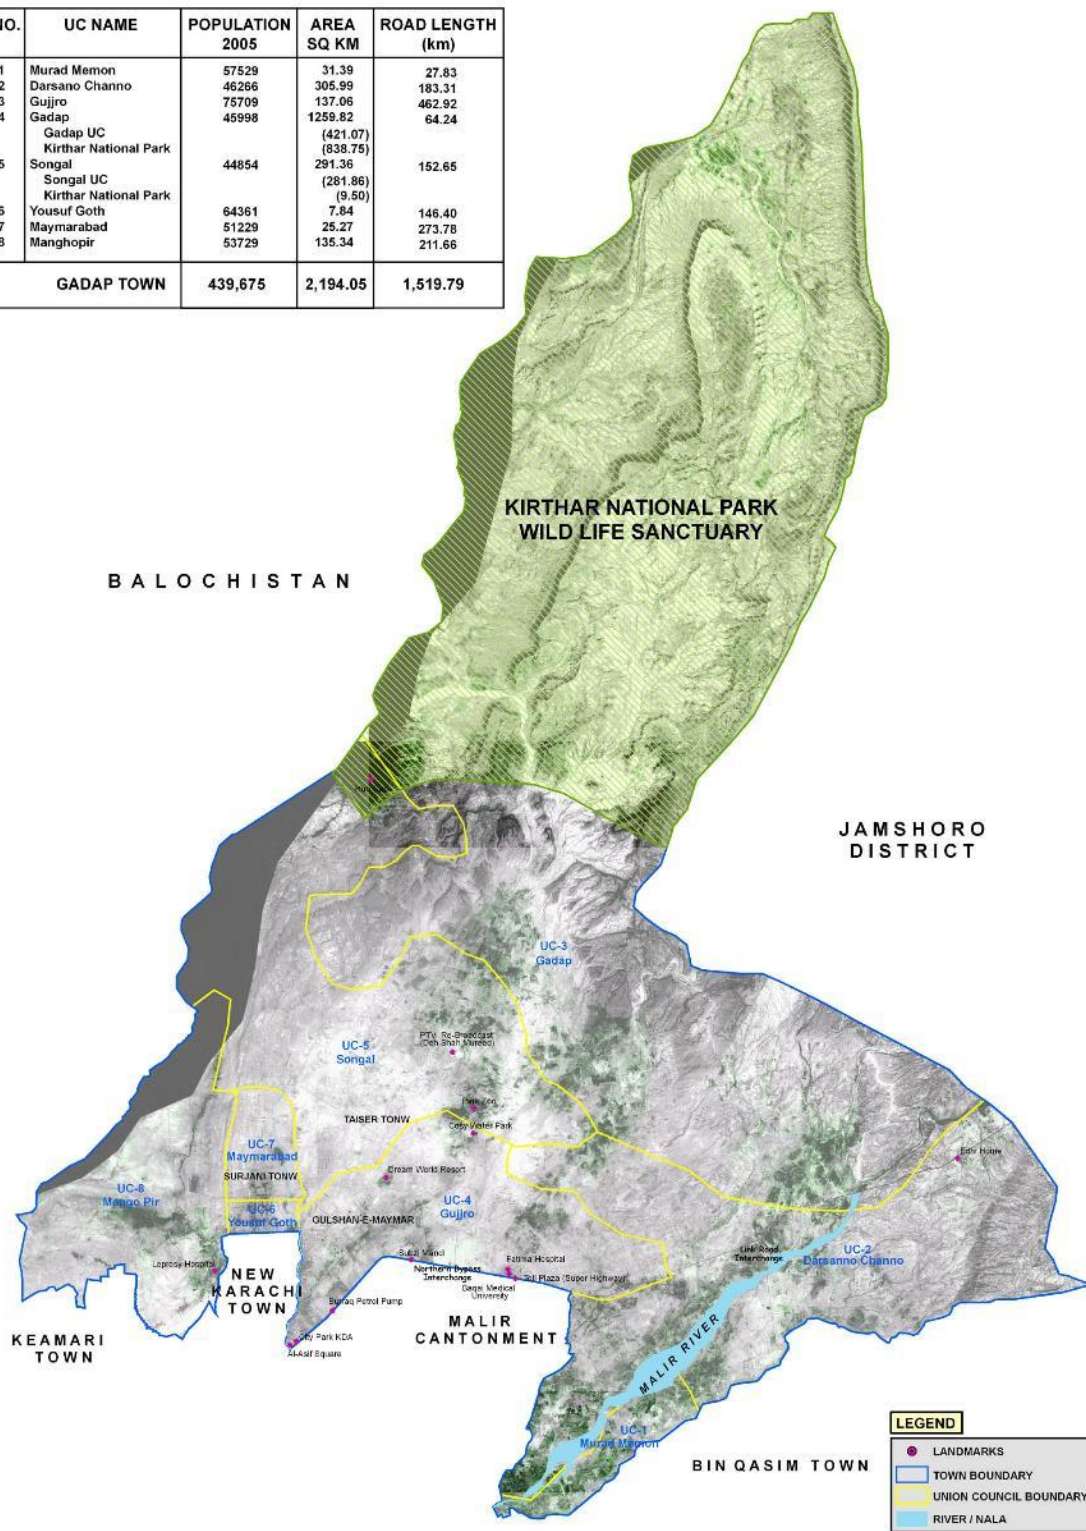 NO. UC NAME POPULATION 2005 AREA SQ KM ROAD LENGTH (km)
1 Murad Memon 57529 31.39 27.83
2 Darsano Channo 46266 305.99 183.31
3 Gujjro 75709 137.06 462.92
4 Gadap 45998 1259.82 64.24
Gadap UC (421.07)
Kirthar National Park (838.75)
5 Songal 44854 291.36 152.65
Songal UC (281.86)
Kirthar National Park (9.50)
6 Yousuf Goth 64361 7.84 146.40
7 Maymarabad 51229 25.27 273.78
8 Manghopir 53729 135.34 211.66
GADAP TOWN 439,675 2,194.05 1,519.79
KIRTHAR NATIONAL PARK
WILD LIFE SANCTUARY
BALOCHISTAN
JAMSHORO
DISTRICT
UC-3
Gadap
PTV Re-Broadcast
(Deh Shah Mureed)
UC-5
Songal
TAISER TONW
Cosy Water Park
UC-7
Maymarabad
SURJANI TONW
Dream World Resort
Edhi Home
UC-8
Mango Pir
UC-6
Yousuf Goth
UC-4
Gujjro
GULSHAN-E-MAYMAR
Link Road
Interchange
UC-2
Darsanno Channo
Sabzi Mandi
Fatima Hospital
Leprosy Hospital
Northern Bypass
Interchange
Toll Plaza (Super Highway)
Baqai Medical
University
NEW
KARACHI
TOWN
Buraq Petrol Pump
MALIR
CANTONMENT
City Park KDA
Al-Asif Square
KEAMARI
TOWN
MALIR RIVER
UC-1
Murad Memon
BIN QASIM TOWN
LEGEND
LANDMARKS
TOWN BOUNDARY
UNION COUNCIL BOUNDARY
RIVER / NALA